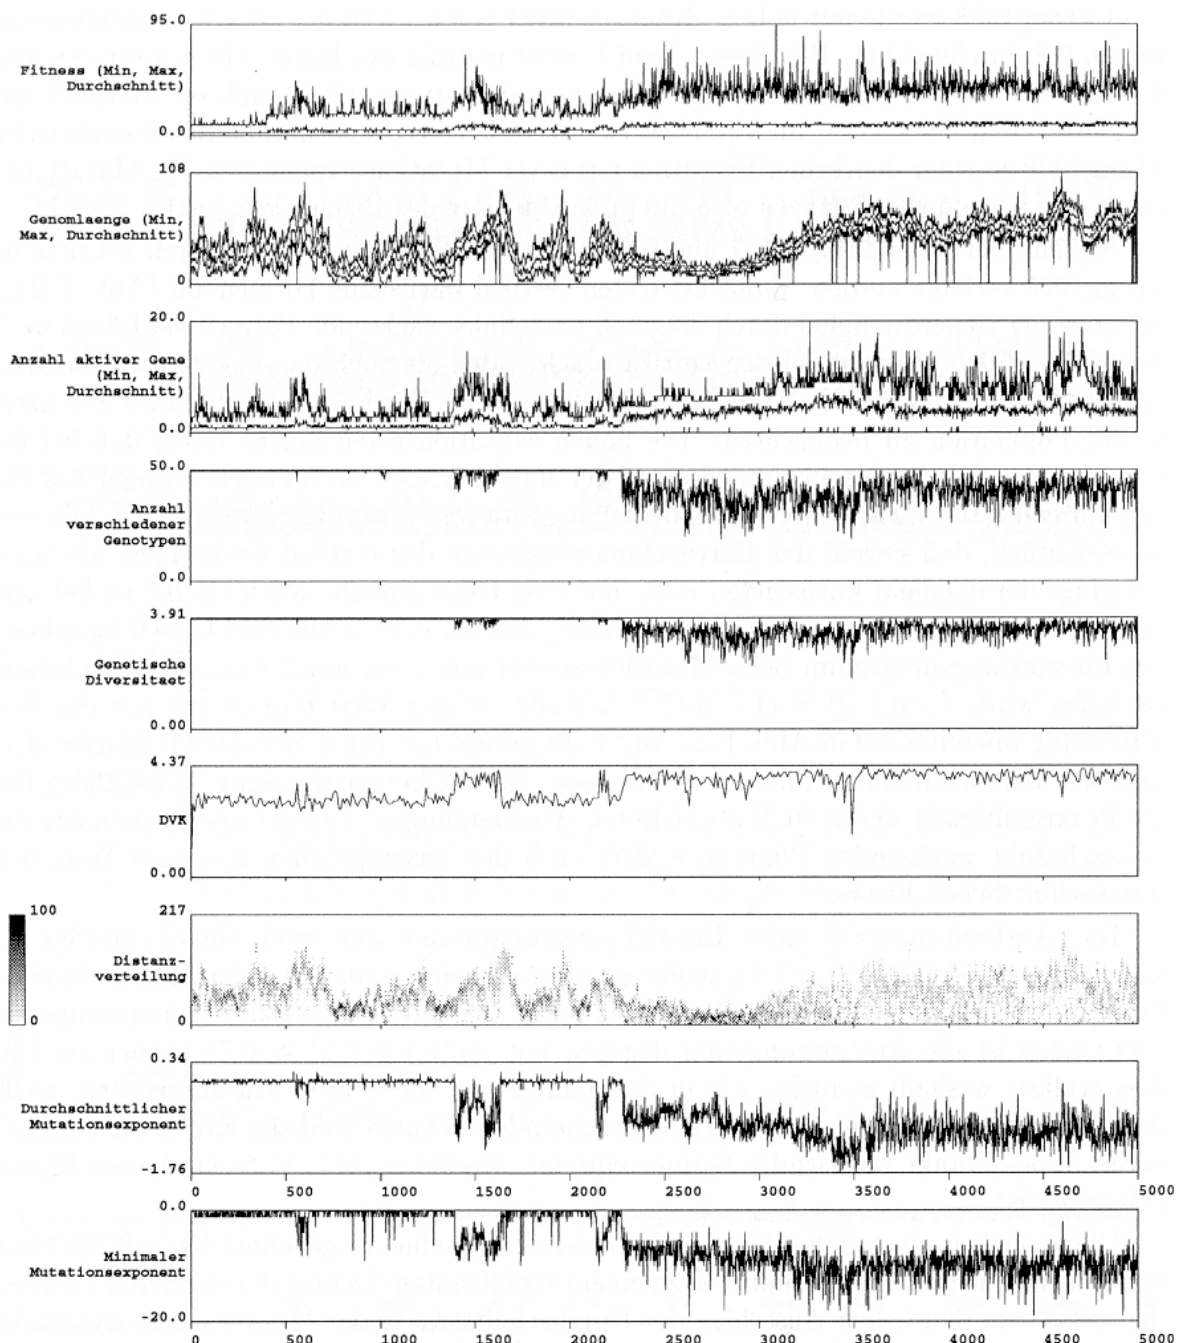 95.0
Fitness (Min, Max,
Durchschnitt)
0.0
108
Genomlaenge (Min,
Max, Durchschnitt)
0
20.0
Anzahl aktiver Gene
(Min, Max,
Durchschnitt)
0.0
50.0
Anzahl
verschiedener
Genotypen
0.0
3.91
Genetische
Diversitaet
0.00
4.37
DVK
0.00
100
0
217
Distanz-
verteilung
0
0.34
Durchschnittlicher
Mutationsexponent
-1.76
0 500 1000 1500 2000 2500 3000 3500 4000 4500 5000
0.0
Minimaler
Mutationsexponent
-20.0
0 500 1000 1500 2000 2500 3000 3500 4000 4500 5000